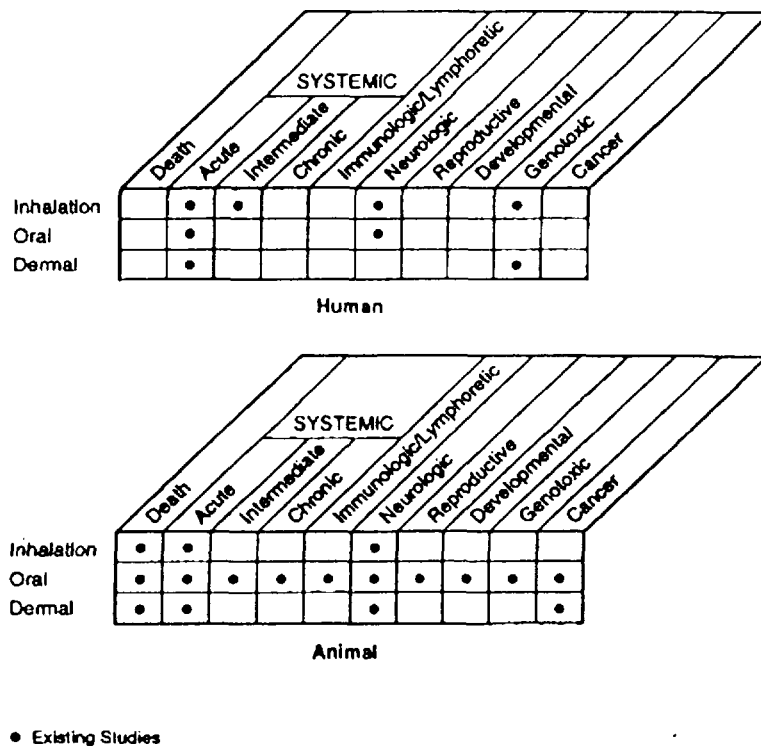 SYSTEMIC
Death
Acute
Intermediate
Chronic
Immunologic/Lymphoretic
Neurologic
Reproductive
Developmental
Genotoxic
Cancer
Inhalation
Oral
Dermal
Human
SYSTEMIC
Death
Acute
Intermediate
Chronic
Immunologic/Lymphoretic
Neurologic
Reproductive
Developmental
Genotoxic
Cancer
Inhalation
Oral
Dermal
Animal
● Existing Studies